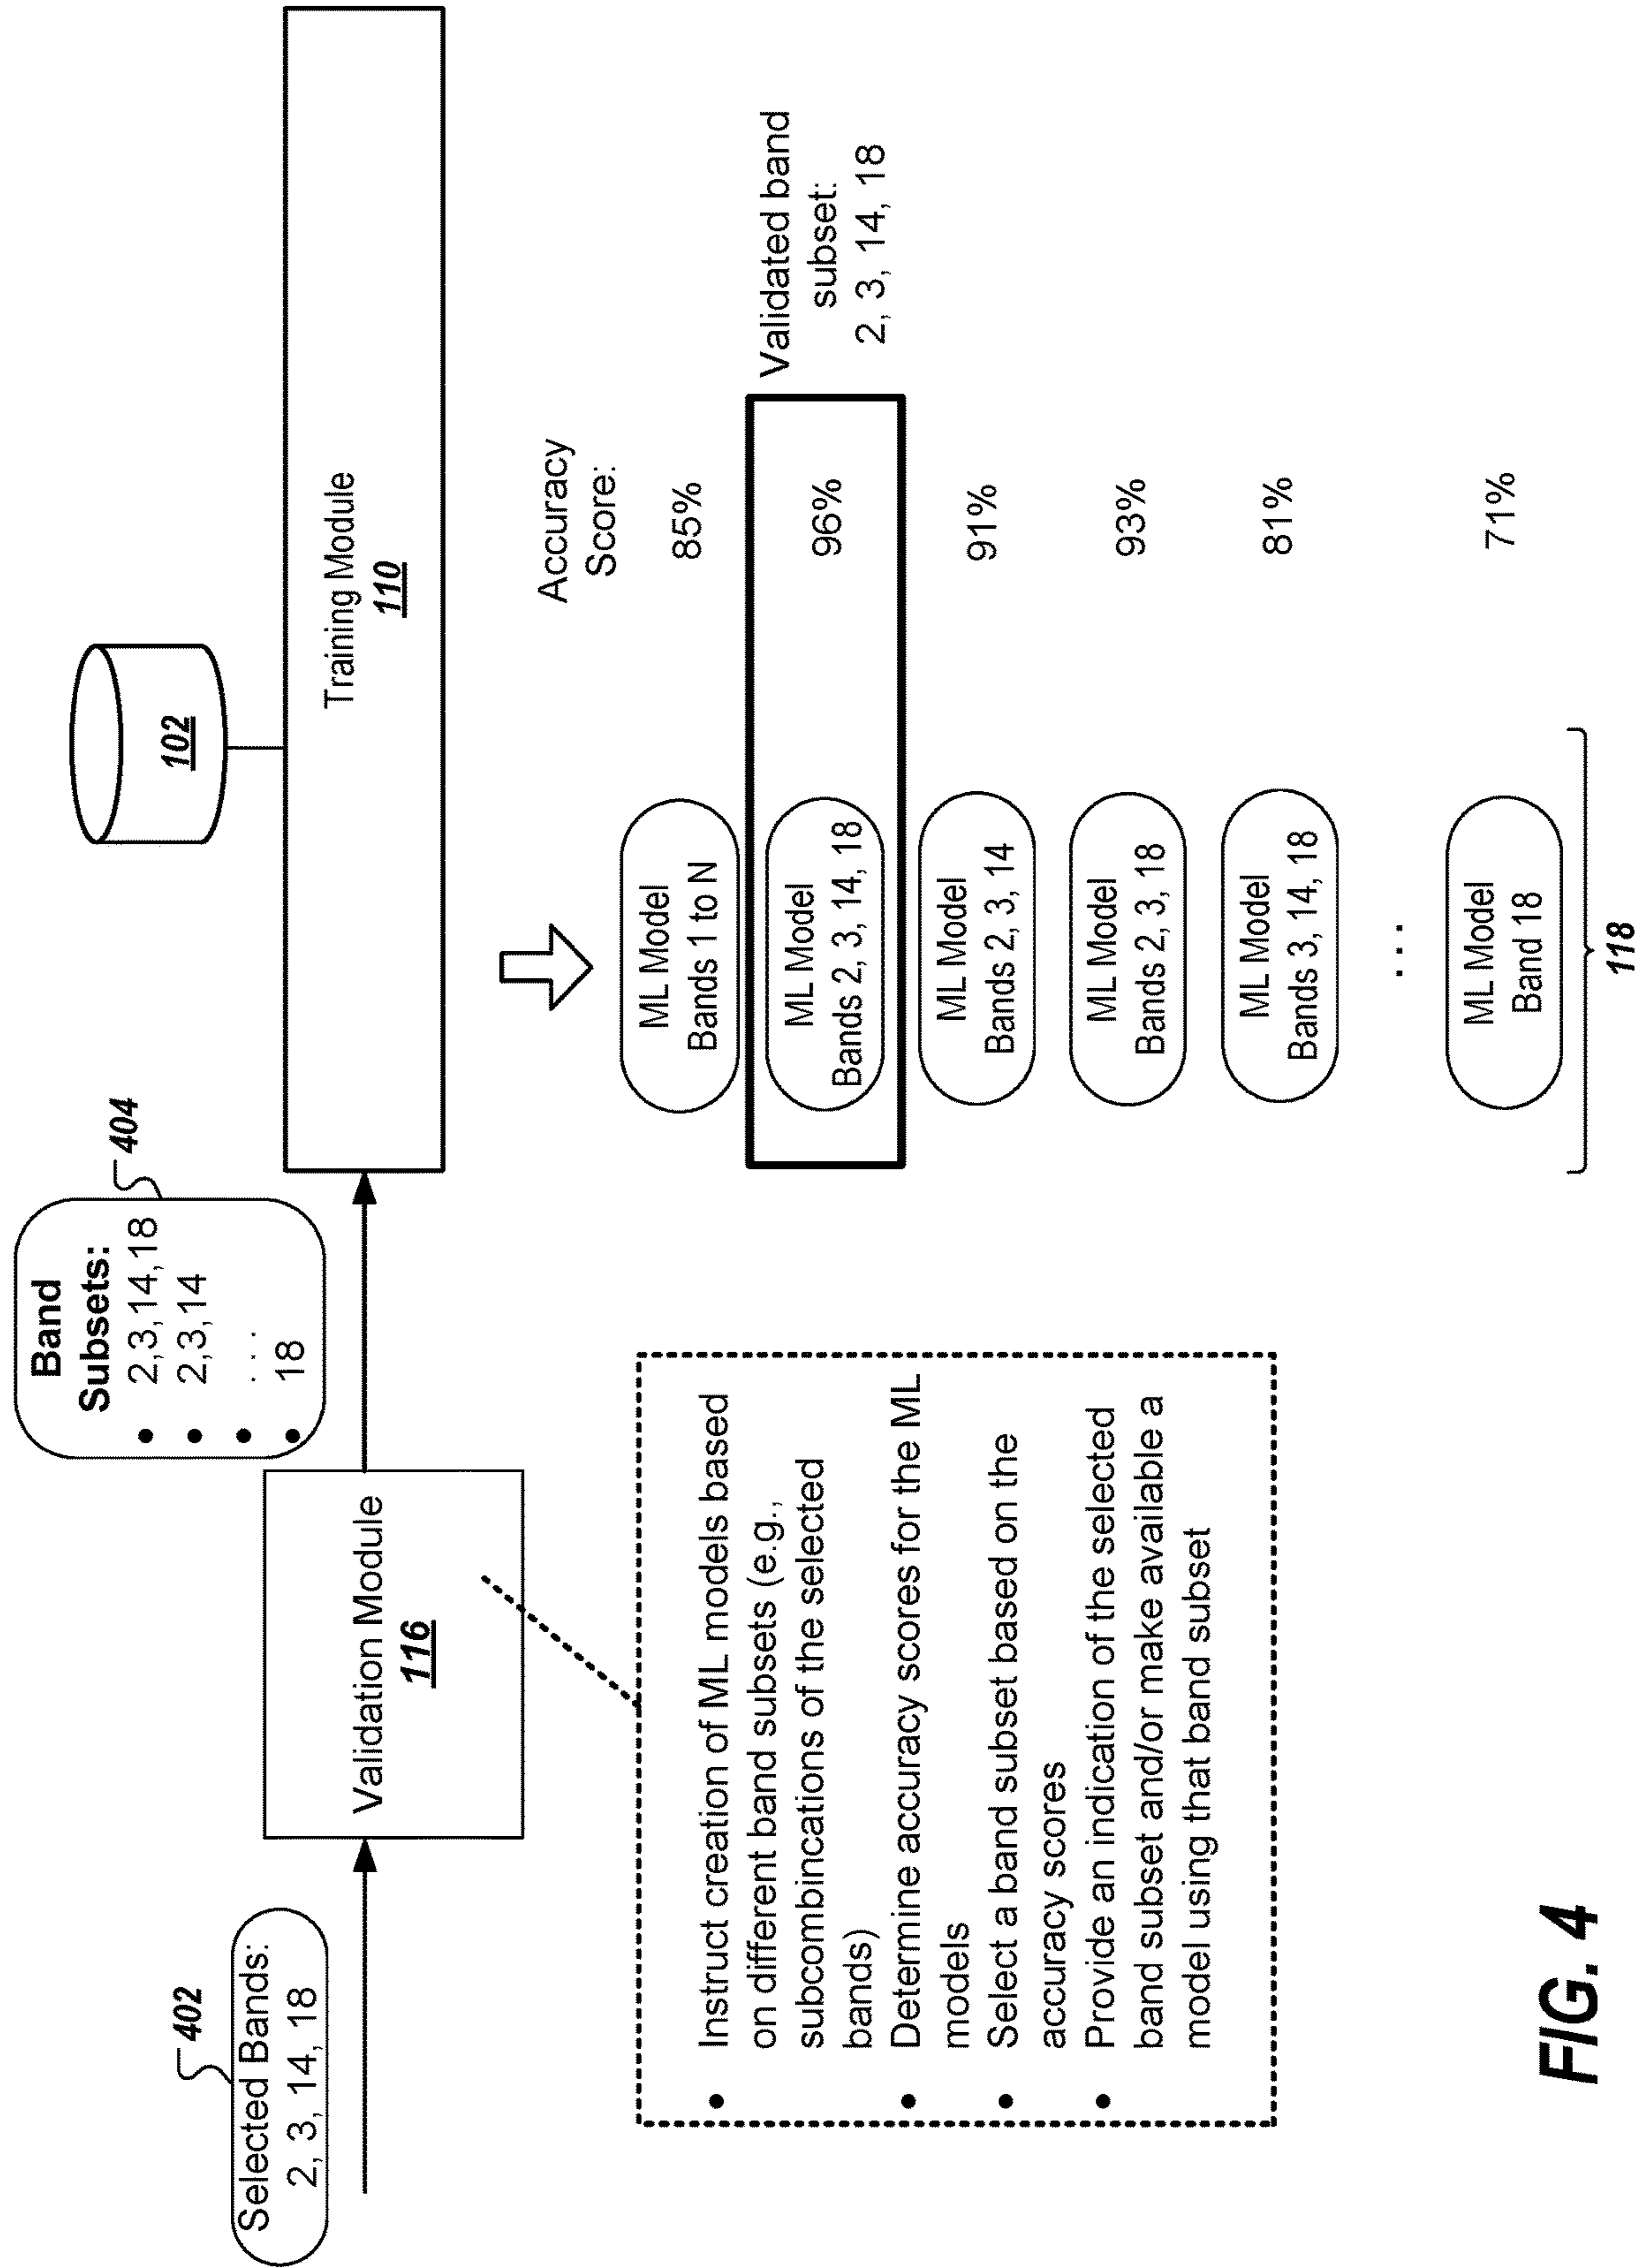 402
Selected Bands:
2, 3, 14, 18
Validation Module
116
404
Band
Subsets:
• 2,3,14,18
• 2,3,14
• . . .
• 18
102
Training Module
110
• Instruct creation of ML models based
on different band subsets (e.g.,
subcombincations of the selected
bands)
• Determine accuracy scores for the ML
models
• Select a band subset based on the
accuracy scores
• Provide an indication of the selected
band subset and/or make available a
model using that band subset
Accuracy
Score:
ML Model
Bands 1 to N
85%
ML Model
Bands 2, 3, 14, 18
96%
Validated band
subset:
2, 3, 14, 18
ML Model
Bands 2, 3, 14
91%
ML Model
Bands 2, 3, 18
93%
ML Model
Bands 3, 14, 18
81%
. . .
ML Model
Band 18
71%
118
FIG. 4